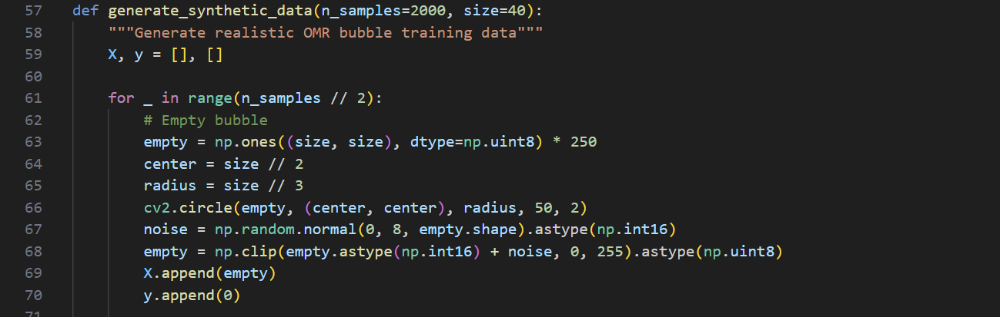 57 def generate_synthetic_data(n_samples=2000, size=40):
58     """Generate realistic OMR bubble training data"""
59     X, y = [], []
60
61     for _ in range(n_samples // 2):
62         # Empty bubble
63         empty = np.ones((size, size), dtype=np.uint8) * 250
64         center = size // 2
65         radius = size // 3
66         cv2.circle(empty, (center, center), radius, 50, 2)
67         noise = np.random.normal(0, 8, empty.shape).astype(np.int16)
68         empty = np.clip(empty.astype(np.int16) + noise, 0, 255).astype(np.uint8)
69         X.append(empty)
70         y.append(0)
71